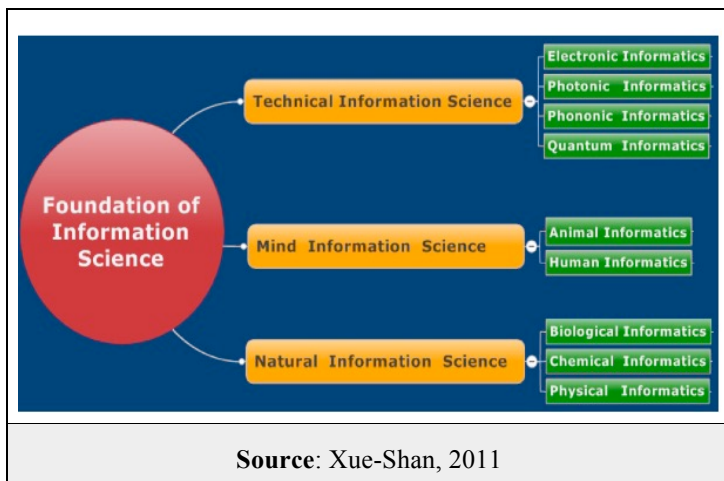 Foundation of
Information
Science
Technical Information Science
Electronic Informatics
Photonic Informatics
Phononic Informatics
Quantum Informatics
Mind Information Science
Animal Informatics
Human Informatics
Natural Information Science
Biological Informatics
Chemical Informatics
Physical Informatics
Source: Xue-Shan, 2011